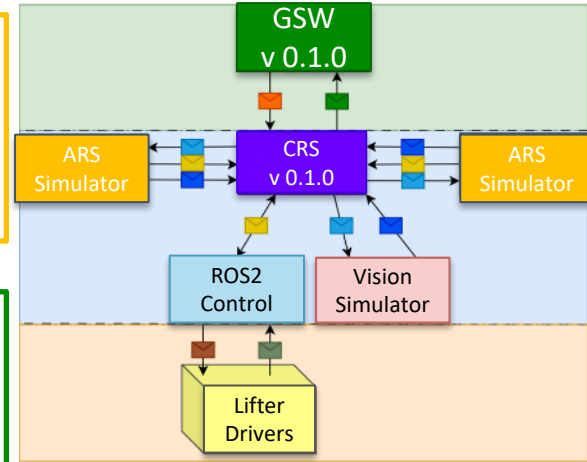 GSW
v 0.1.0
ARS
Simulator
CRS
v 0.1.0
ARS
Simulator
ROS2
Control
Vision
Simulator
Lifter
Drivers